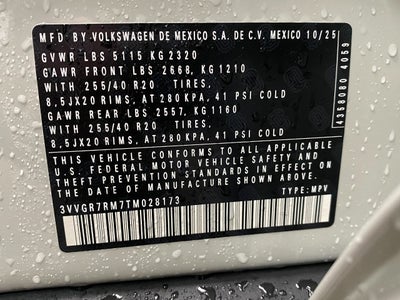 MFD BY VOLKSWAGEN DE MEXICO S.A. DE C.V. MEXICO 10/25
GVWR LBS 5115 KG 2320
GAWR FRONT LBS 2668, KG 1210
WITH 255/40 R20 TIRES,
8,5JX20 RIMS, AT 280 KPA, 41 PSI COLD
GAWR REAR LBS 2557, KG 1160
WITH 255/40 R20 TIRES,
8,5JX20 RIMS, AT 280 KPA, 41 PSI COLD
THIS VEHICLE CONFORMS TO ALL APPLICABLE
U.S. FEDERAL MOTOR VEHICLE SAFETY
AND THEFT PREVENTION STANDARDS IN EFFECT ON
THE DATE OF MANUFACTURE SHOWN ABOVE.
3VVGR7RM7TM028173 TYPE: MPV
4358080 4059